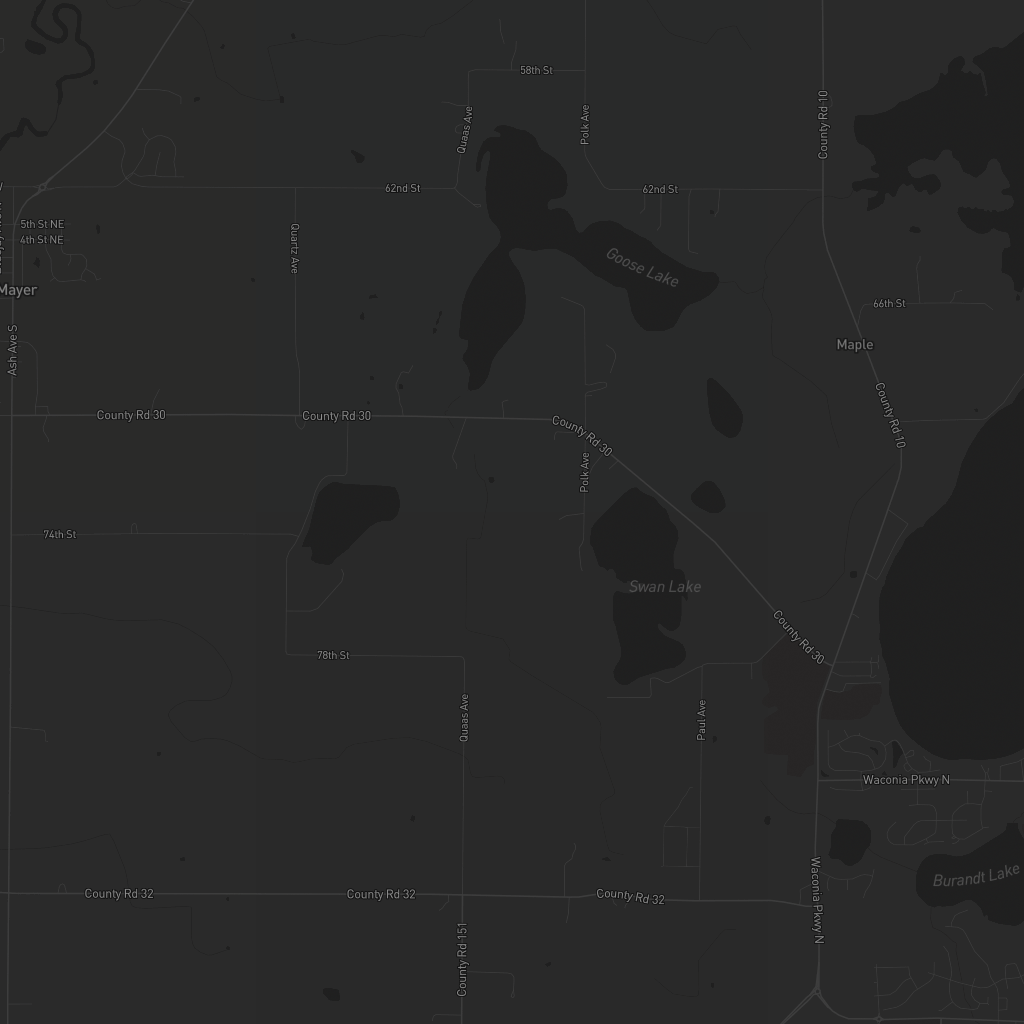 58th St
Quaas Ave
Polk Ave
County Rd 10
62nd St
62nd St
5th St NE
4th St NE
Quartz Ave
Goose Lake
Mayer
66th St
Ash Ave S
Maple
County Rd 30
County Rd 30
County Rd 30
County Rd 10
Polk Ave
74th St
Swan Lake
County Rd 30
78th St
Quaas Ave
Paul Ave
Waconia Pkwy N
County Rd 32
County Rd 32
County Rd 32
Waconia Pkwy N
Burandt Lake
County Rd 151